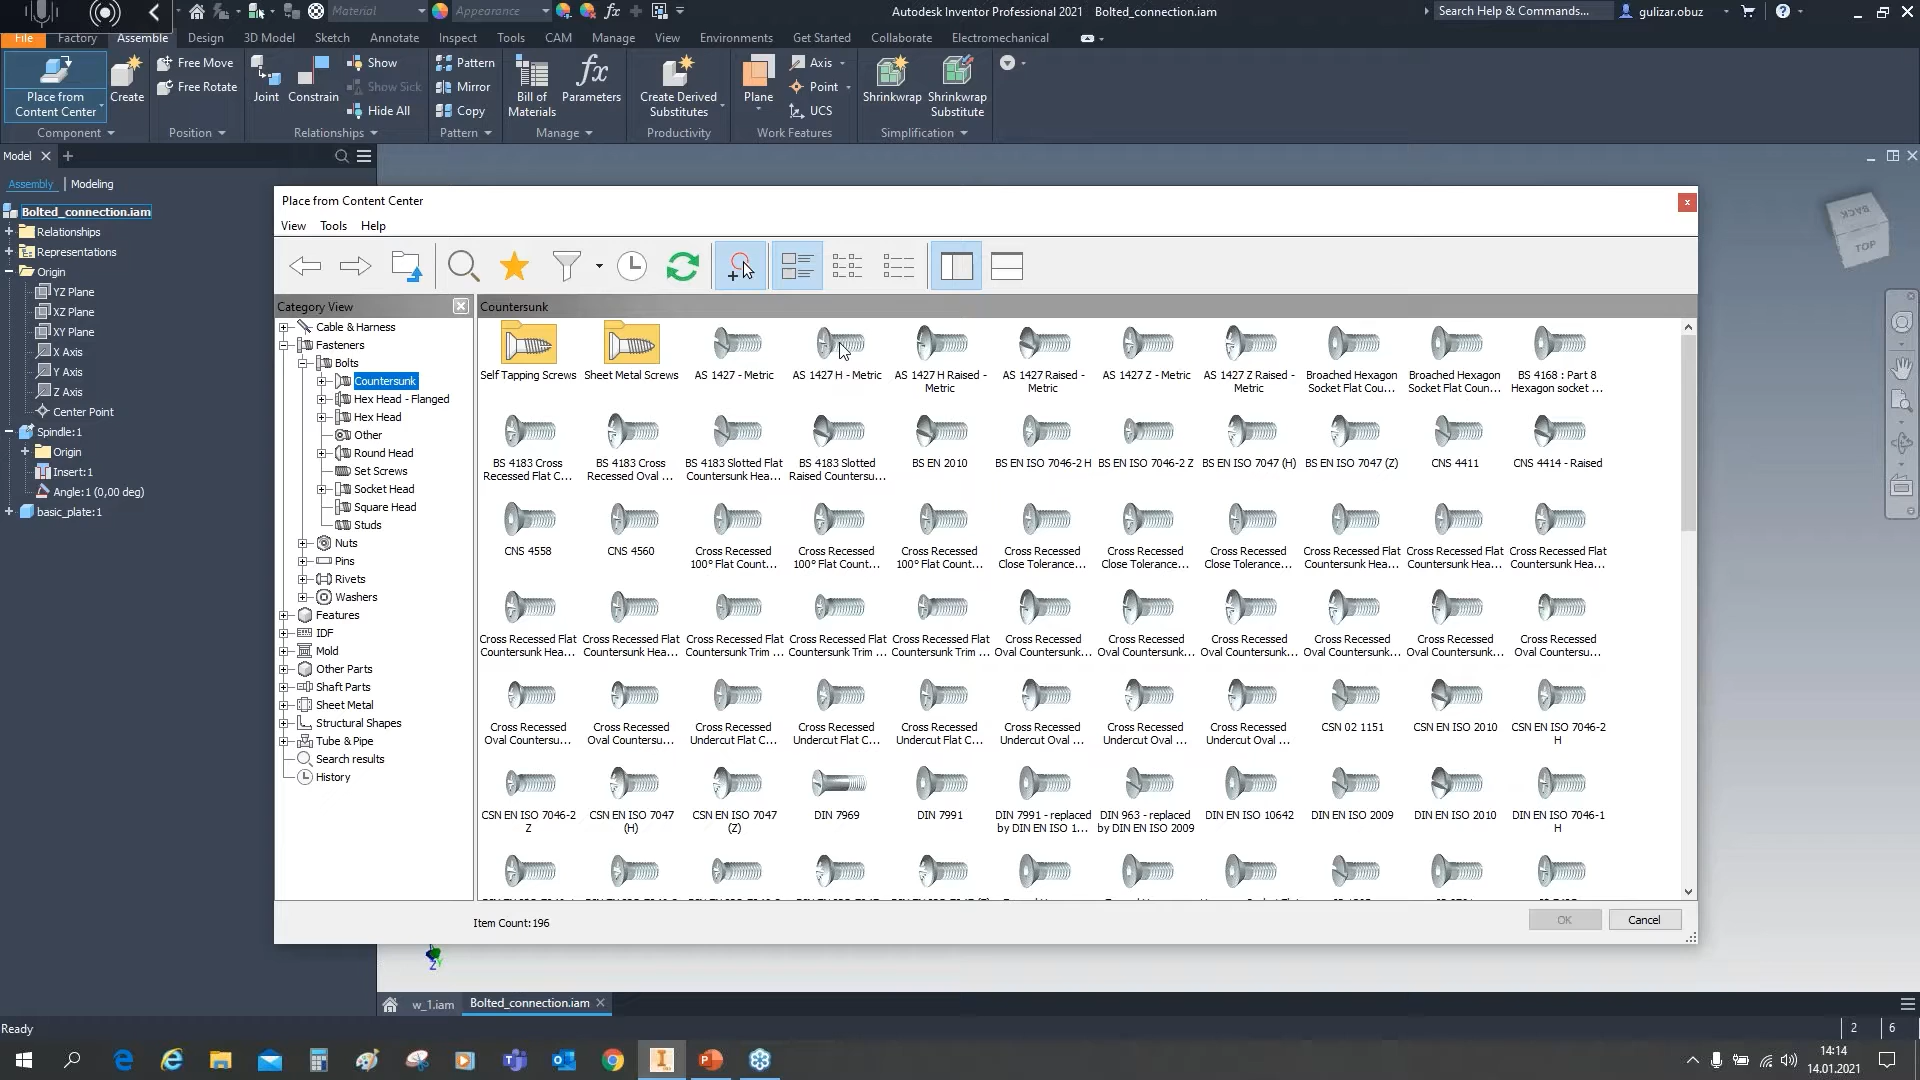 Material
Appearance
fx
Autodesk Inventor Professional 2021 Bolted_connection.iam
Search Help & Commands...
gulizar.obuz
File Factory Assemble Design 3D Model Sketch Annotate Inspect Tools CAM Manage View Environments Get Started Collaborate Electromechanical
Place from Content Center
Create
Free Move
Free Rotate
Joint
Constrain
Show
Show Sick
Hide All
Pattern
Mirror
Copy
Bill of Materials
fx
Parameters
Create Derived Substitutes
Plane
Axis
Point
UCS
Shrinkwrap
Shrinkwrap Substitute
Component Position Relationships Pattern Manage Productivity Work Features Simplification
Model
Assembly | Modeling
Bolted_connection.iam
Relationships
Representations
Origin
YZ Plane
XZ Plane
XY Plane
X Axis
Y Axis
Z Axis
Center Point
Spindle:1
Origin
Insert:1
Angle:1 (0,00 deg)
basic_plate:1
BACK
TOP
Place from Content Center
View Tools Help
Category View
Countersunk
Cable & Harness
Fasteners
Bolts
Countersunk
Hex Head - Flanged
Hex Head
Other
Round Head
Set Screws
Socket Head
Square Head
Studs
Nuts
Pins
Rivets
Washers
Features
IDF
Mold
Other Parts
Shaft Parts
Sheet Metal
Structural Shapes
Tube & Pipe
Search results
History
Self Tapping Screws Sheet Metal Screws AS 1427 - Metric AS 1427 H - Metric AS 1427 H Raised - Metric AS 1427 Raised - Metric AS 1427 Z - Metric AS 1427 Z Raised - Metric Broached Hexagon Socket Flat Cou... Broached Hexagon Socket Flat Coun... BS 4168 : Part 8 Hexagon socket ...
BS 4183 Cross Recessed Flat C... BS 4183 Cross Recessed Oval ... BS 4183 Slotted Flat Countersunk Hea... BS 4183 Slotted Raised Countersu... BS EN 2010 BS EN ISO 7046-2 H BS EN ISO 7046-2 Z BS EN ISO 7047 (H) BS EN ISO 7047 (Z) CNS 4411 CNS 4414 - Raised
CNS 4558 CNS 4560 Cross Recessed 100° Flat Count... Cross Recessed 100° Flat Count... Cross Recessed 100° Flat Count... Cross Recessed Close Tolerance... Cross Recessed Close Tolerance... Cross Recessed Close Tolerance... Cross Recessed Flat Countersunk Hea... Cross Recessed Flat Countersunk Hea... Cross Recessed Flat Countersunk Hea...
Cross Recessed Flat Countersunk Hea... Cross Recessed Flat Countersunk Hea... Cross Recessed Flat Countersunk Trim ... Cross Recessed Flat Countersunk Trim ... Cross Recessed Flat Countersunk Trim ... Cross Recessed Oval Countersunk... Cross Recessed Oval Countersunk... Cross Recessed Oval Countersunk... Cross Recessed Oval Countersunk... Cross Recessed Oval Countersunk... Cross Recessed Oval Countersu...
Cross Recessed Oval Countersu... Cross Recessed Oval Countersu... Cross Recessed Undercut Flat C... Cross Recessed Undercut Flat C... Cross Recessed Undercut Flat C... Cross Recessed Undercut Oval ... Cross Recessed Undercut Oval ... Cross Recessed Undercut Oval ... CSN 02 1151 CSN EN ISO 2010 CSN EN ISO 7046-2 H
CSN EN ISO 7046-2 Z CSN EN ISO 7047 (H) CSN EN ISO 7047 (Z) DIN 7969 DIN 7991 DIN 7991 - replaced by DIN EN ISO 1... DIN 963 - replaced by DIN EN ISO 2009 DIN EN ISO 10642 DIN EN ISO 2009 DIN EN ISO 2010 DIN EN ISO 7046-1 H
Item Count:196
OK
Cancel
Z
Y
w_1.iam
Bolted_connection.iam
Ready
2 6
14:14
14.01.2021